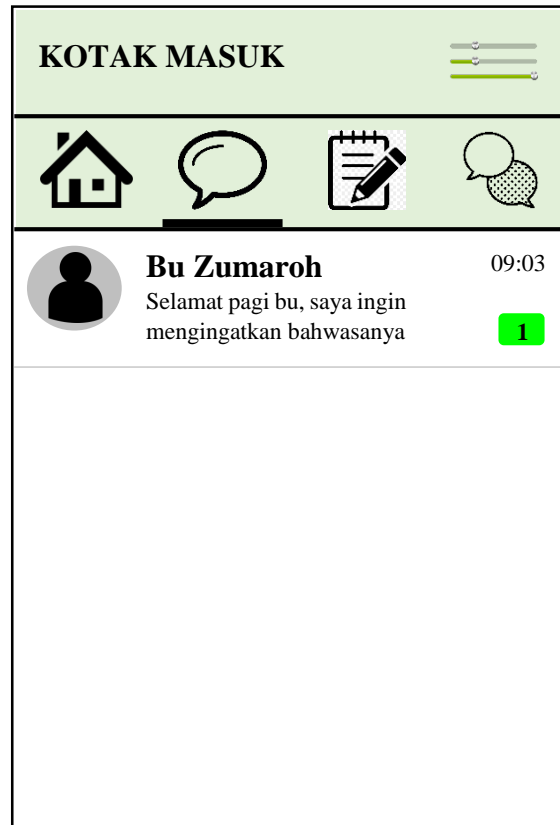 KOTAK MASUK
Bu Zumaroh
09:03
Selamat pagi bu, saya ingin
mengingatkan bahwasanya
1